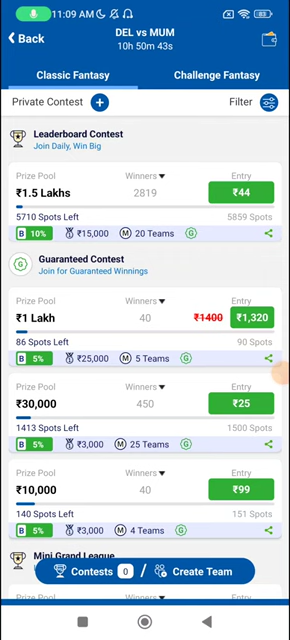 11:09 AM 83
Back DEL vs MUM
10h 50m 43s
Classic Fantasy Challenge Fantasy
Private Contest + Filter
Leaderboard Contest
Join Daily, Win Big
Prize Pool Winners Entry
₹1.5 Lakhs 2819 ₹44
5710 Spots Left 5859 Spots
B 10% ₹15,000 M 20 Teams G
G Guaranteed Contest
Join for Guaranteed Winnings
Prize Pool Winners Entry
₹1 Lakh 40 ₹1400 ₹1,320
86 Spots Left 90 Spots
B 5% ₹25,000 M 5 Teams G
Prize Pool Winners Entry
₹30,000 450 ₹25
1413 Spots Left 1500 Spots
B 5% ₹3,000 M 25 Teams G
Prize Pool Winners Entry
₹10,000 40 ₹99
140 Spots Left 151 Spots
B 5% ₹3,000 M 4 Teams G
Mini Grand League
Contests 0 / Create Team
Prize Pool Winners Entry